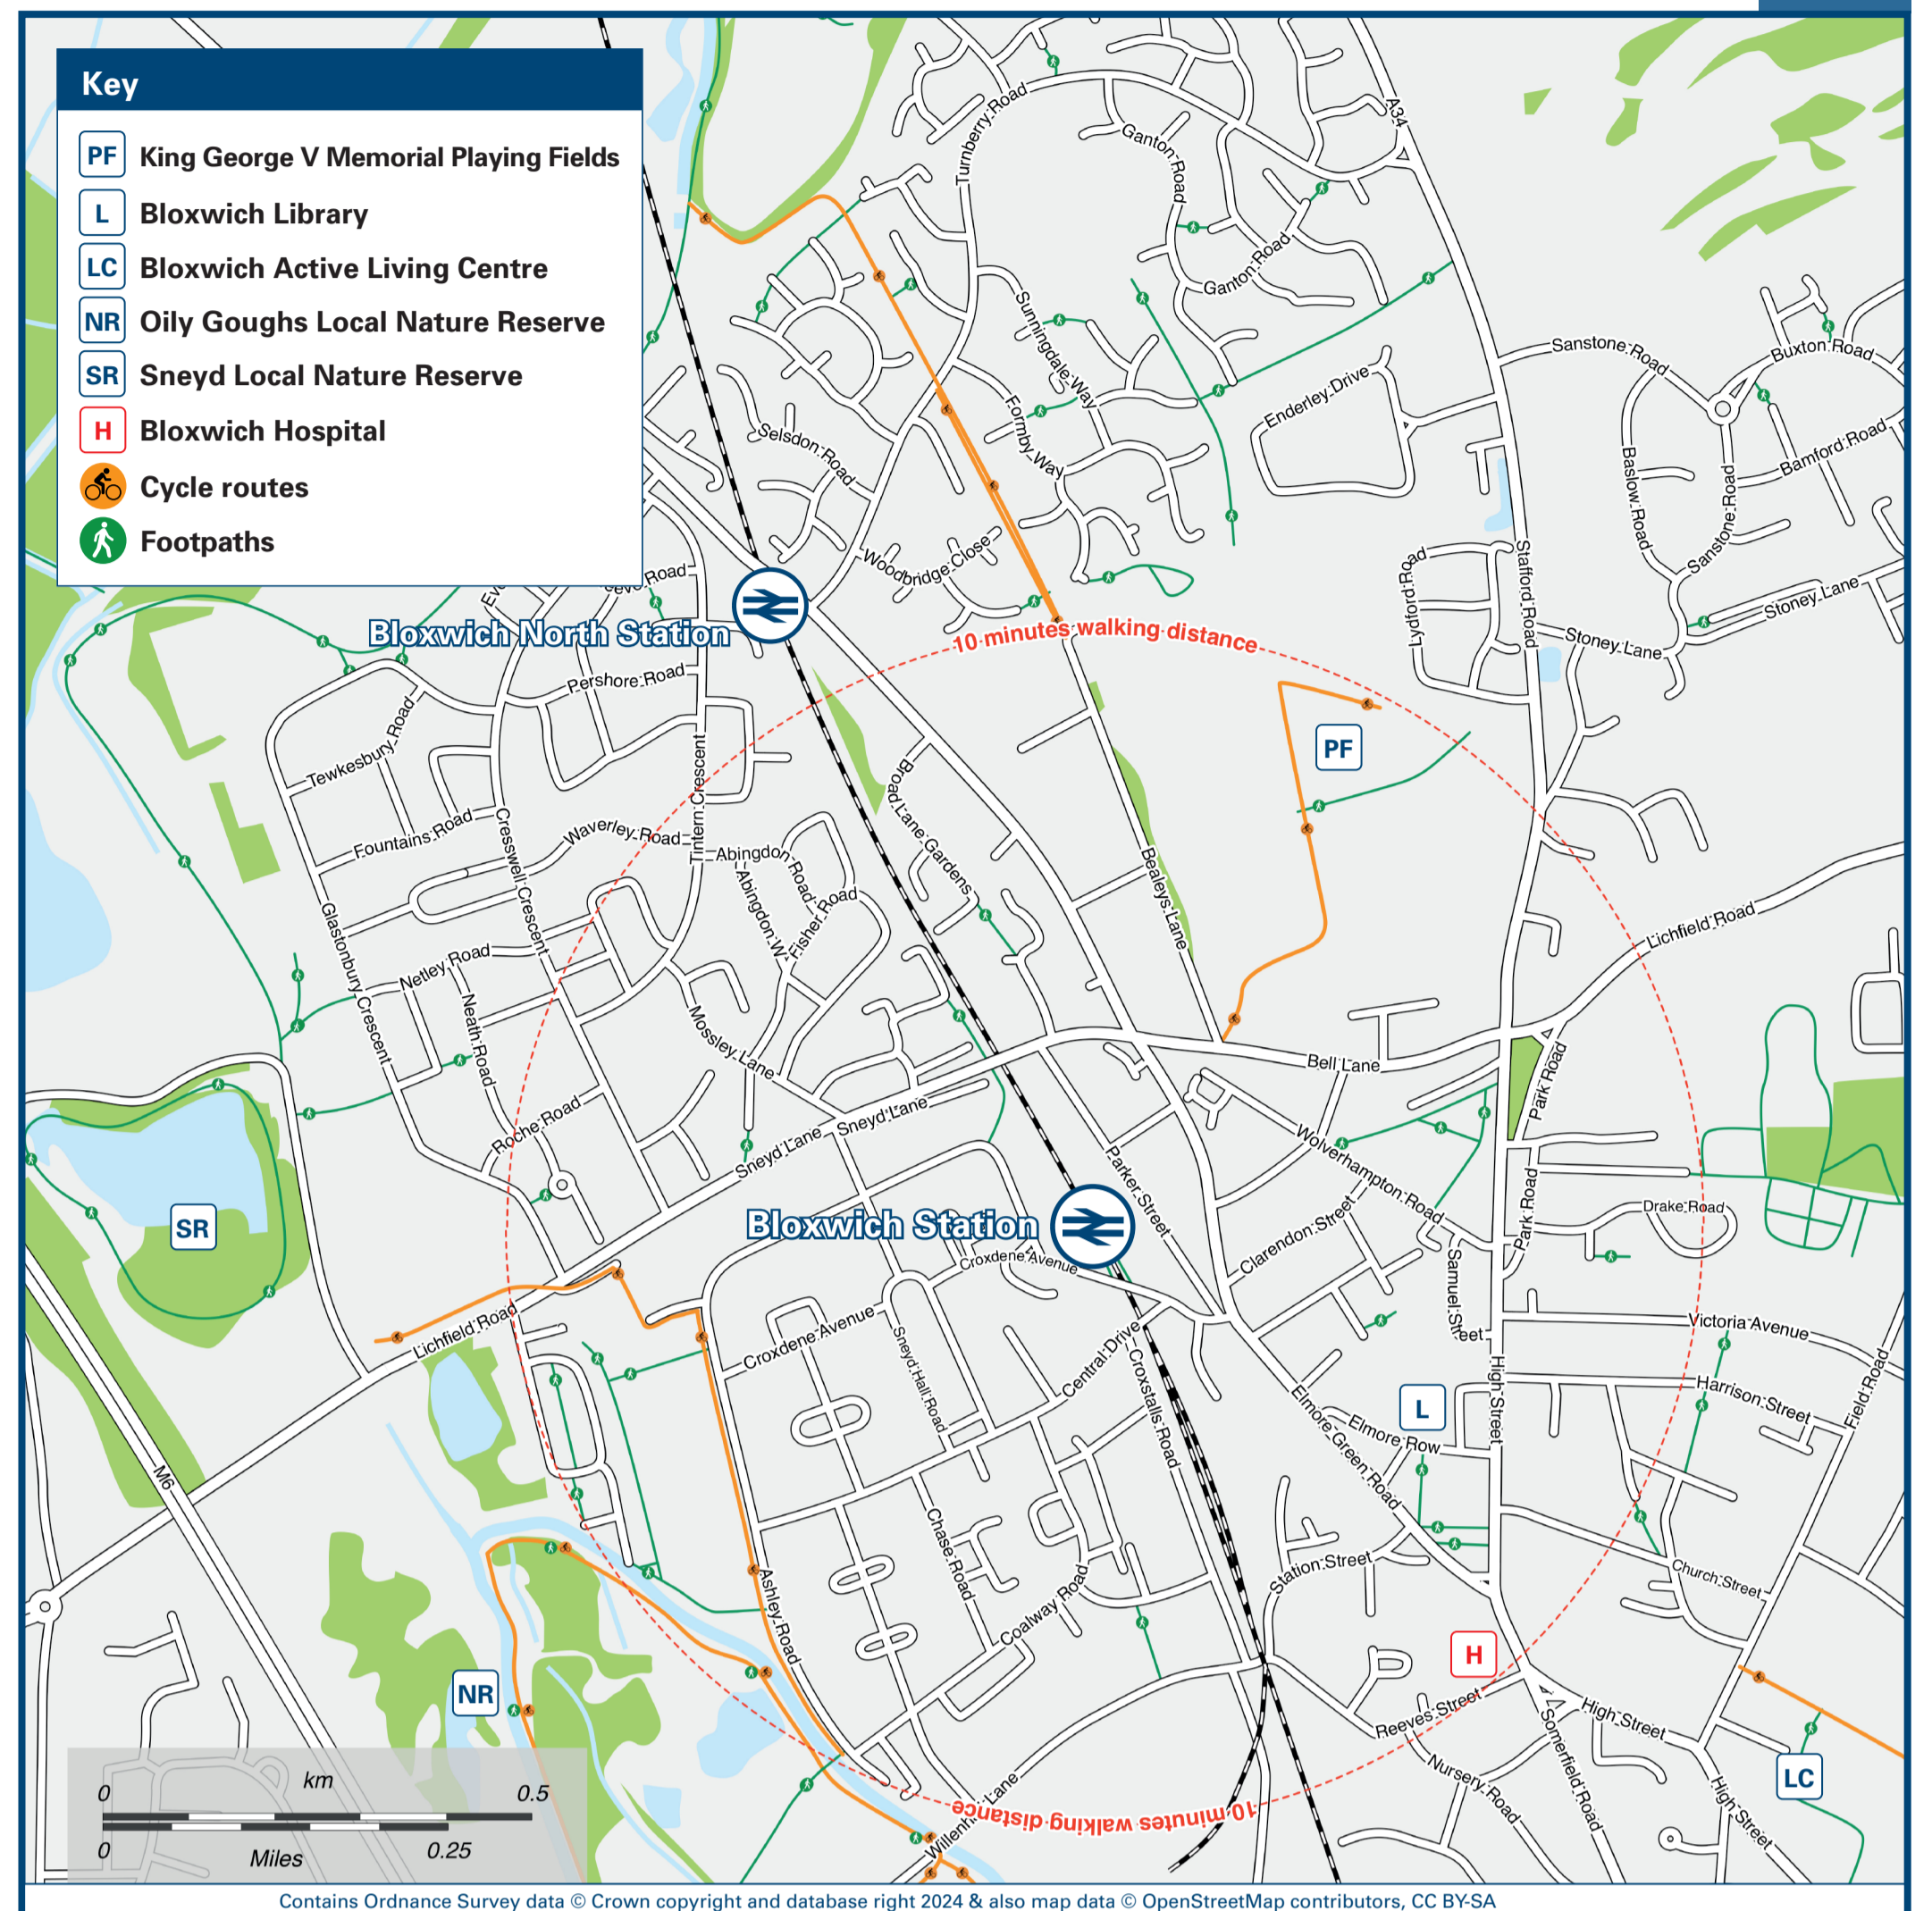 Key
PF King George V Memorial Playing Fields
L Bloxwich Library
LC Bloxwich Active Living Centre
NR Oily Goughs Local Nature Reserve
SR Sneyd Local Nature Reserve
H Bloxwich Hospital
Cycle routes
Footpaths
Turnberry Road
Ganton Road
A34
Ganton Road
Sunningdale Way
Sanstone Road
Buxton Road
Enderley Drive
Formby Way
Selsdon Road
Baslow Road
Bamford Road
Sanstone Road
Woodbridge Close
Lydford Road
Stafford Road
Stoney Lane
Stoney Lane
Road
Bloxwich North Station
10 minutes walking distance
Pershore Road
Tewkesbury Road
PF
Tintern Crescent
Broad Lane Gardens
Fountains Road
Cresswell Crescent
Waverley Road
Abingdon Road
Abingdon W
Fisher Road
Bealeys Lane
Glastonbury Crescent
Netley Road
Neath Road
Lichfield Road
Mossley Lane
Bell Lane
Park Road
Roche Road
Sneyd Lane
Sneyd Lane
Wolverhampton Road
Parker Street
SR
Bloxwich Station
Clarendon Street
Park Road
Drake Road
Croxdene Avenue
Samuel Street
Lichfield Road
Croxdene Avenue
Sneyd Hall Road
Central Drive
Croxstalls Road
Victoria Avenue
High Street
Harrison Street
Field Road
L
Elmore Row
Elmore Green Road
M6
Chase Road
Station Street
Church Street
Ashley Road
Coalway Road
H
NR
Reeves Street
High Street
Somerfield Road
Nursery Road
High Street
LC
Willenh Lane
10 minutes walking distance
0 km 0.5
0 Miles 0.25
Contains Ordnance Survey data © Crown copyright and database right 2024 & also map data © OpenStreetMap contributors, CC BY-SA